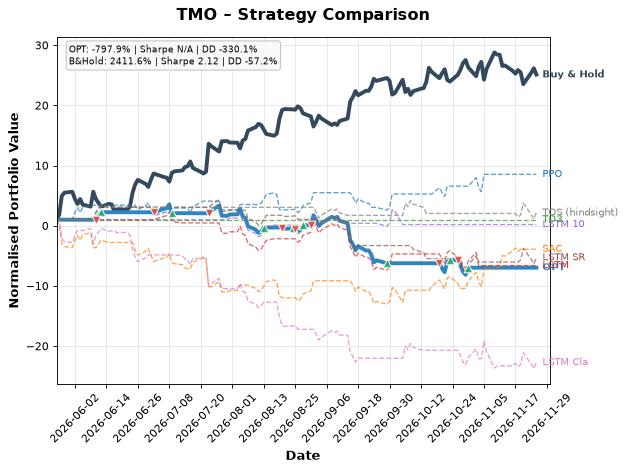 TMO – Strategy Comparison
OPT: -797.9% | Sharpe N/A | DD -330.1%
B&Hold: 2411.6% | Sharpe 2.12 | DD -57.2%
Normalised Portfolio Value
30
20
10
0
−10
−20
Buy & Hold
PPO
TDS (hindsight)
LSTM 10
SAC
LSTM SR
OPT
LSTM Cla
2026-06-02
2026-06-14
2026-06-26
2026-07-08
2026-07-20
2026-08-01
2026-08-13
2026-08-25
2026-09-06
2026-09-18
2026-09-30
2026-10-12
2026-10-24
2026-11-05
2026-11-17
2026-11-29
Date